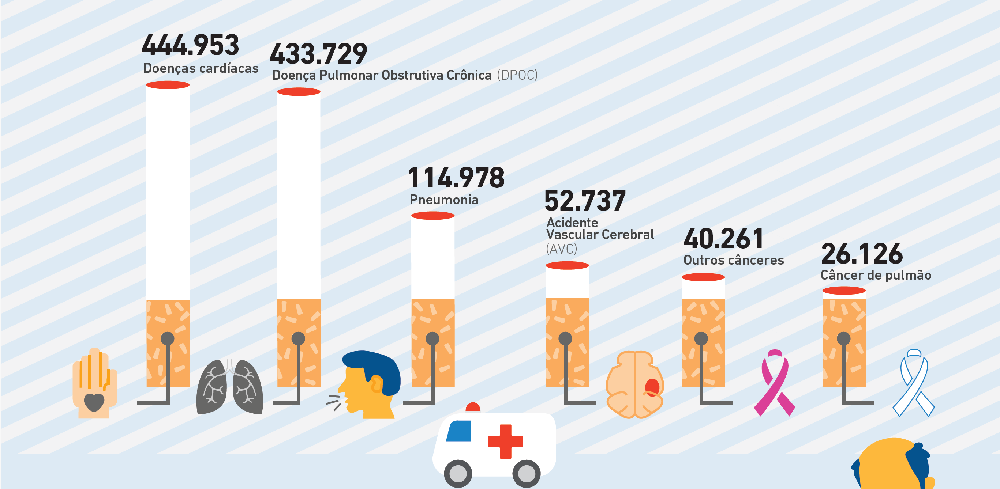 444.953
Doenças cardíacas
433.729
Doença Pulmonar Obstrutiva Crônica (DPOC)
114.978
Pneumonia
52.737
Acidente
Vascular Cerebral
(AVC)
40.261
Outros cânceres
26.126
Câncer de pulmão